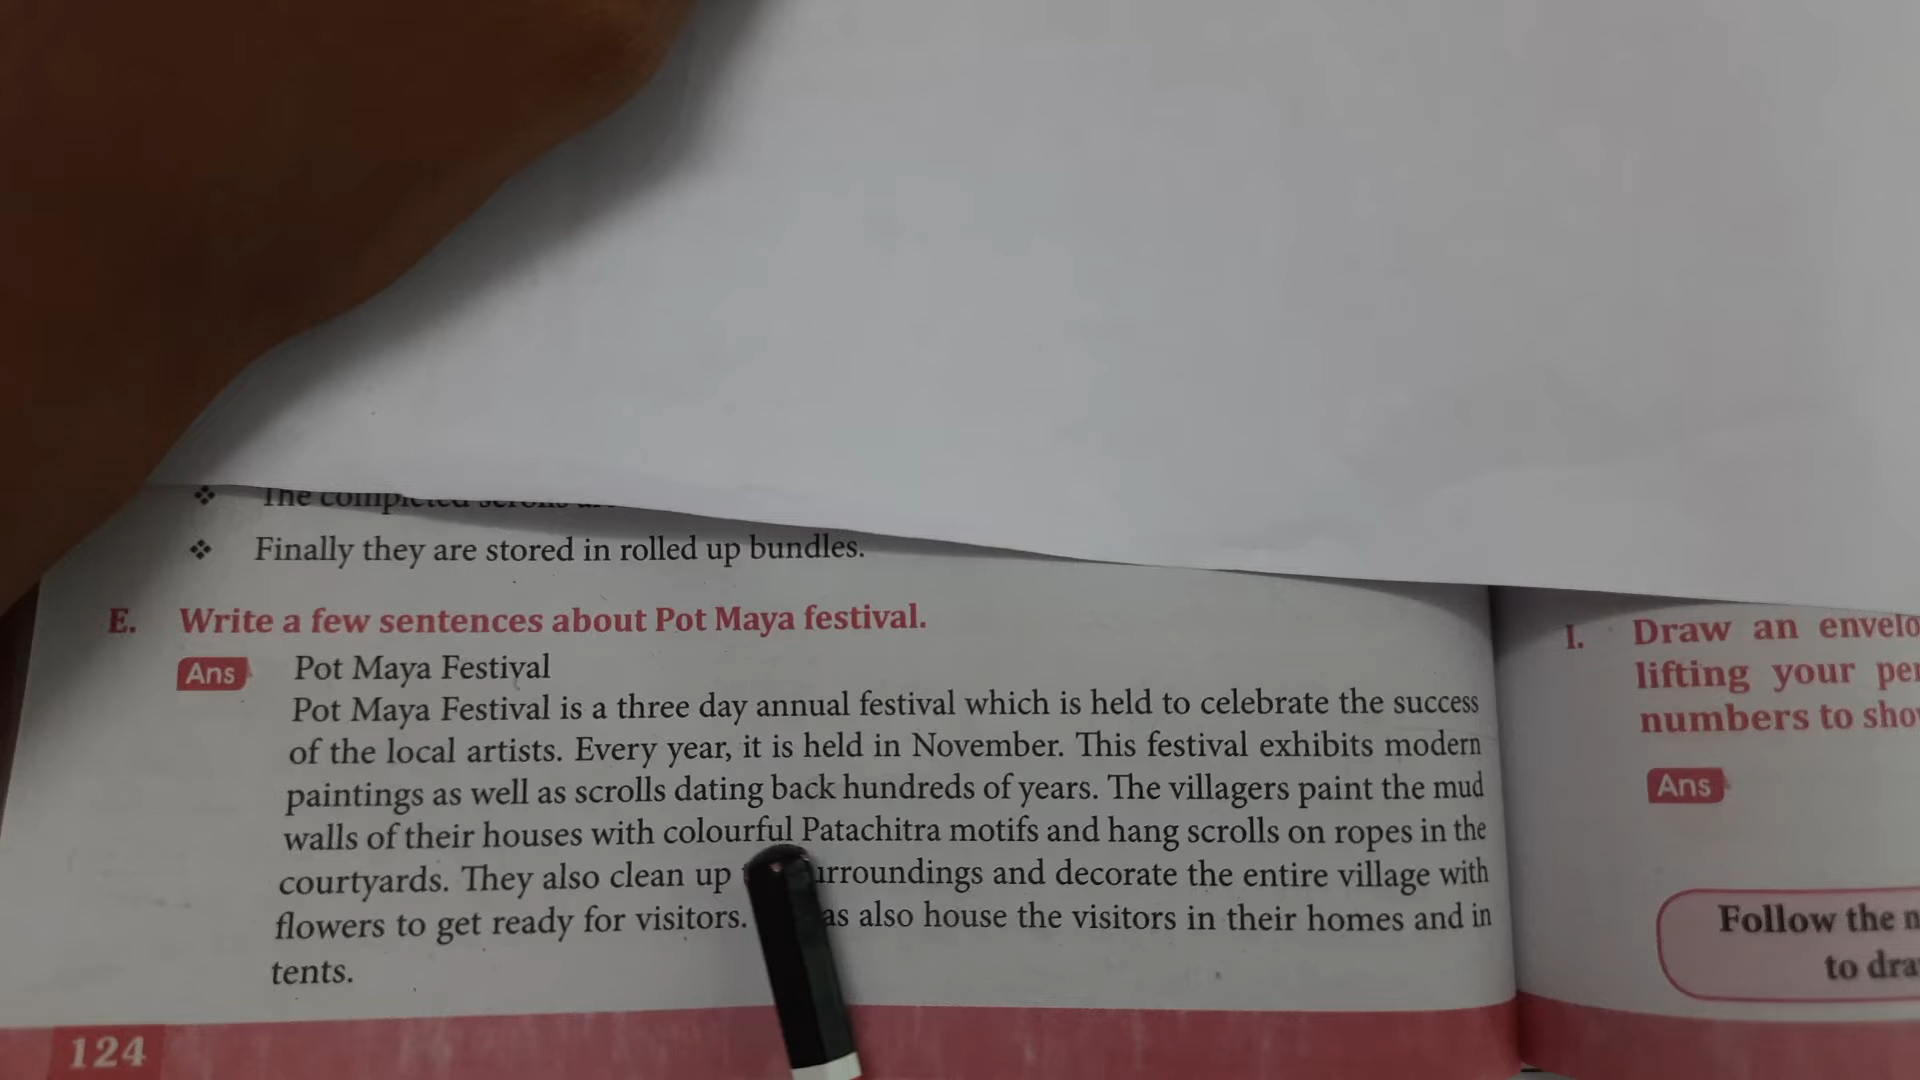 ❖ The completed scrolls
❖ Finally they are stored in rolled up bundles.
E. Write a few sentences about Pot Maya festival.
Ans Pot Maya Festival
Pot Maya Festival is a three day annual festival which is held to celebrate the success
of the local artists. Every year, it is held in November. This festival exhibits modern
paintings as well as scrolls dating back hundreds of years. The villagers paint the mud
walls of their houses with colourful Patachitra motifs and hang scrolls on ropes in the
courtyards. They also clean up urroundings and decorate the entire village with
flowers to get ready for visitors. as also house the visitors in their homes and in
tents.
124
I. Draw an envelo
lifting your pe
numbers to sho
Ans
Follow the n
to dra